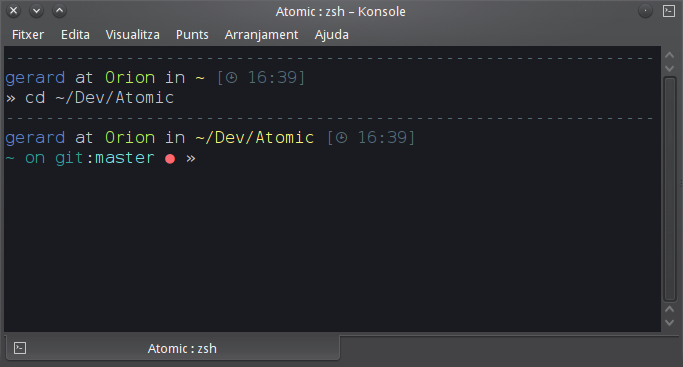 Atomic : zsh – Konsole
Fitxer Edita Visualitza Punts Arranjament Ajuda
------------------------------------------------------------------
gerard at Orion in ~ [🕒 16:39]
» cd ~/Dev/Atomic
------------------------------------------------------------------
gerard at Orion in ~/Dev/Atomic [🕒 16:39]
~ on git:master ● »
Atomic : zsh